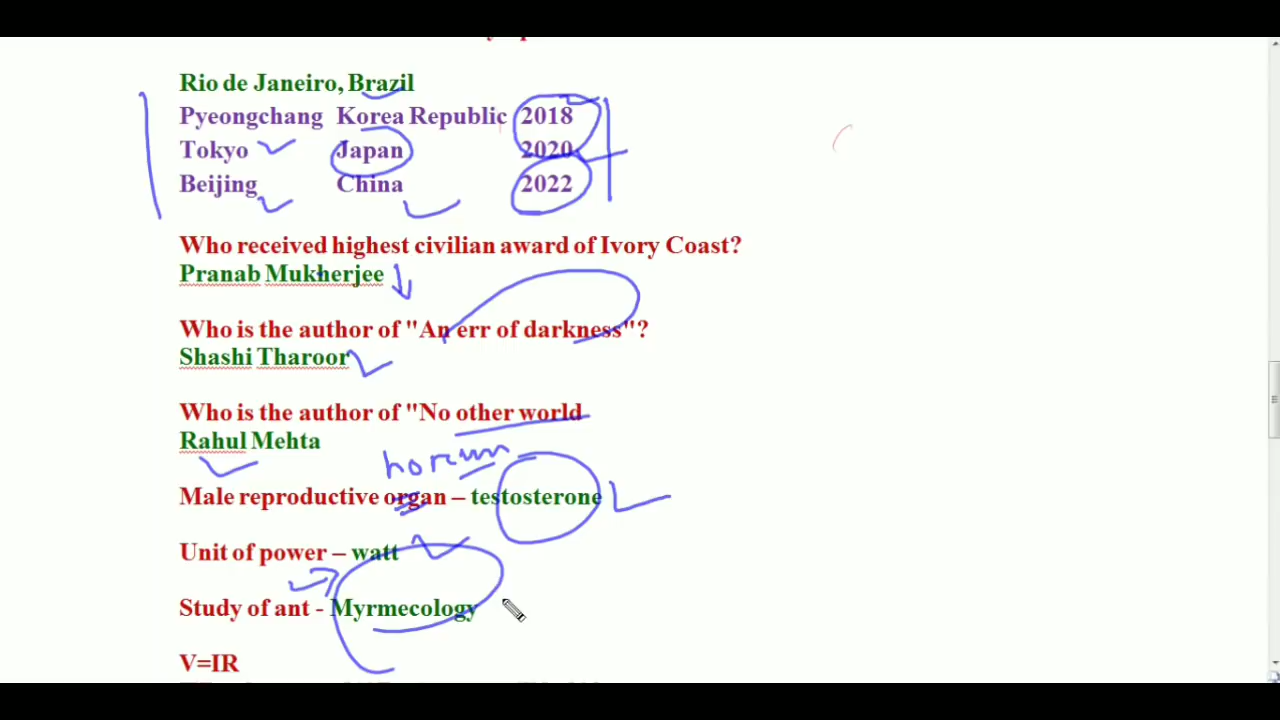 Rio de Janeiro, Brazil
Pyeongchang Korea Republic 2018
Tokyo Japan 2020
Beijing China 2022
Who received highest civilian award of Ivory Coast?
Pranab Mukherjee
Who is the author of "An err of darkness"?
Shashi Tharoor
Who is the author of "No other world
Rahul Mehta
Male reproductive organ – testosterone
Unit of power – watt
Study of ant - Myrmecology
V=IR